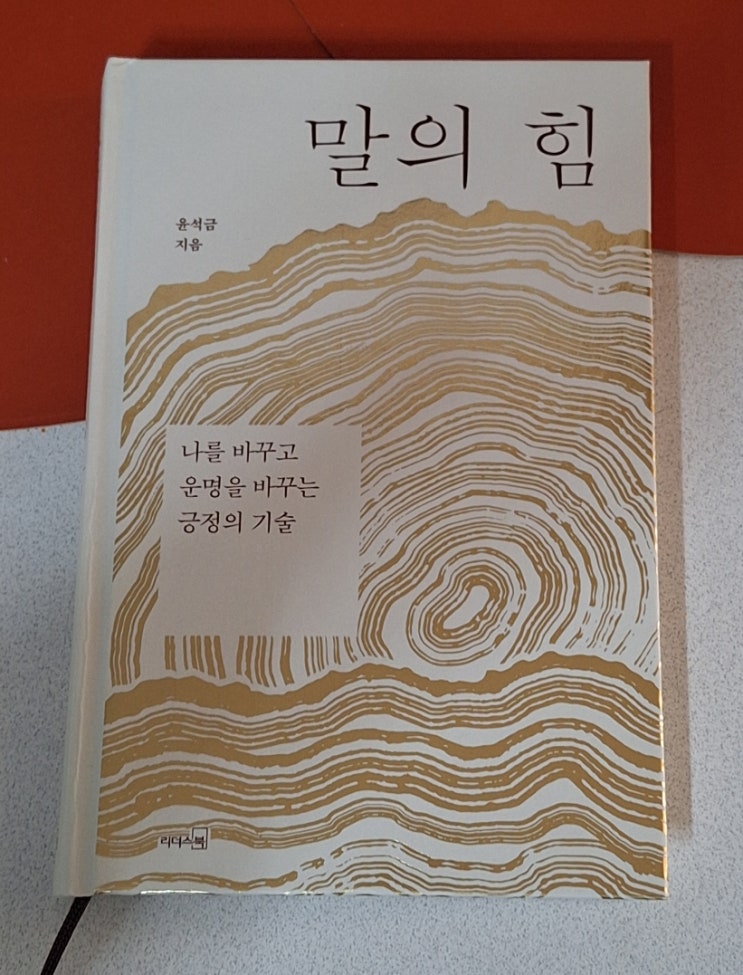 말의 힘
윤석금
지음
나를 바꾸고
운명을 바꾸는
긍정의 기술
리더스북